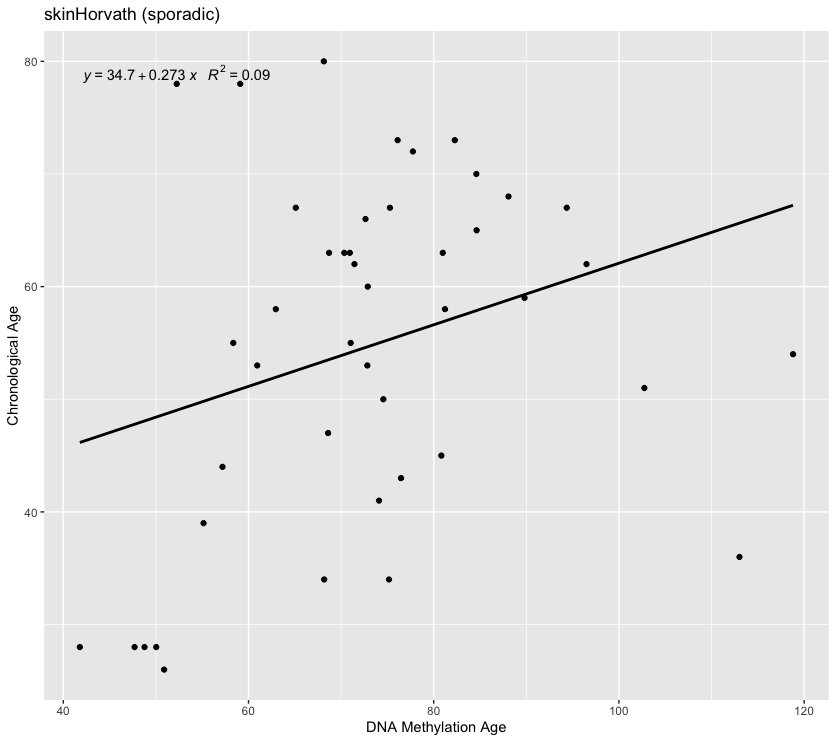 skinHorvath (sporadic)
y = 34.7 + 0.273 x R² = 0.09
80
60
40
Chronological Age
40 60 80 100 120
DNA Methylation Age